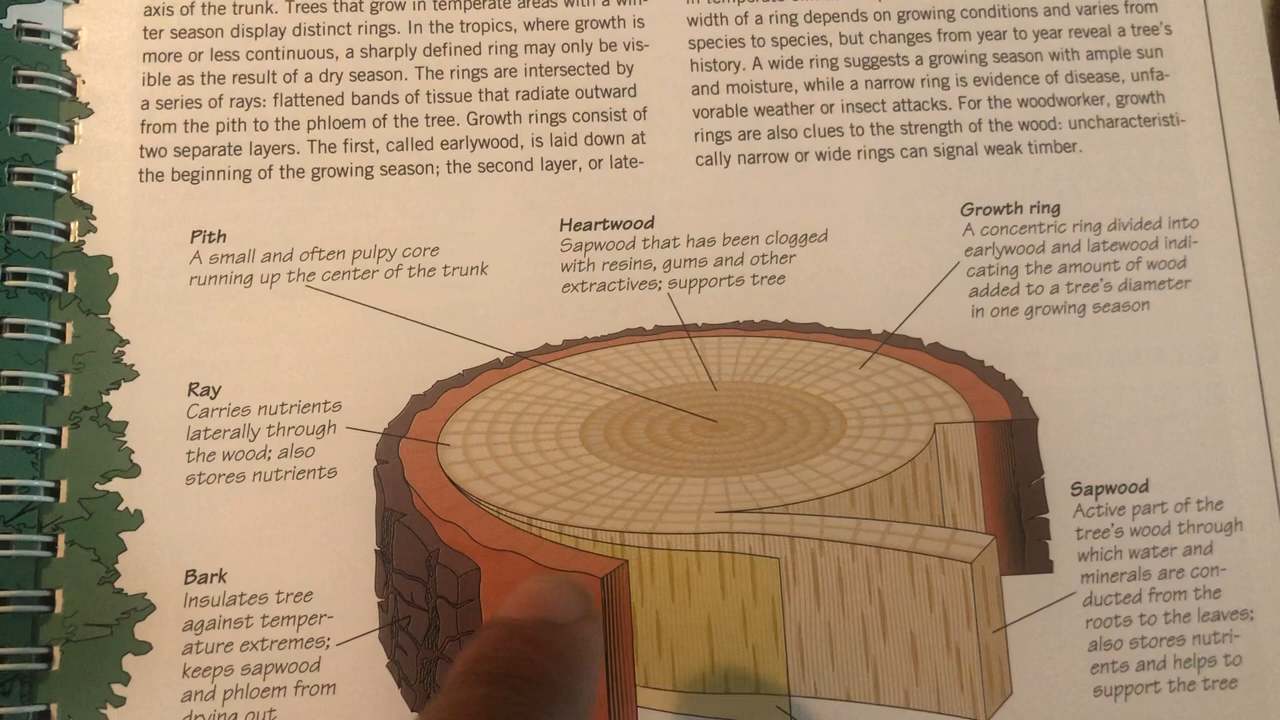 axis of the trunk. Trees that grow in temperate areas with a win-
ter season display distinct rings. In the tropics, where growth is
more or less continuous, a sharply defined ring may only be vis-
ible as the result of a dry season. The rings are intersected by
a series of rays: flattened bands of tissue that radiate outward
from the pith to the phloem of the tree. Growth rings consist of
two separate layers. The first, called earlywood, is laid down at
the beginning of the growing season; the second layer, or late-
width of a ring depends on growing conditions and varies from
species to species, but changes from year to year reveal a tree's
history. A wide ring suggests a growing season with ample sun
and moisture, while a narrow ring is evidence of disease, unfa-
vorable weather or insect attacks. For the woodworker, growth
rings are also clues to the strength of the wood: uncharacteristi-
cally narrow or wide rings can signal weak timber.
Pith
A small and often pulpy core
running up the center of the trunk
Heartwood
Sapwood that has been clogged
with resins, gums and other
extractives; supports tree
Growth ring
A concentric ring divided into
earlywood and latewood indi-
cating the amount of wood
added to a tree's diameter
in one growing season
Ray
Carries nutrients
laterally through
the wood; also
stores nutrients
Sapwood
Active part of the
tree's wood through
which water and
minerals are con-
ducted from the
roots to the leaves;
also stores nutri-
ents and helps to
support the tree
Bark
Insulates tree
against temper-
ature extremes;
keeps sapwood
and phloem from
drying out